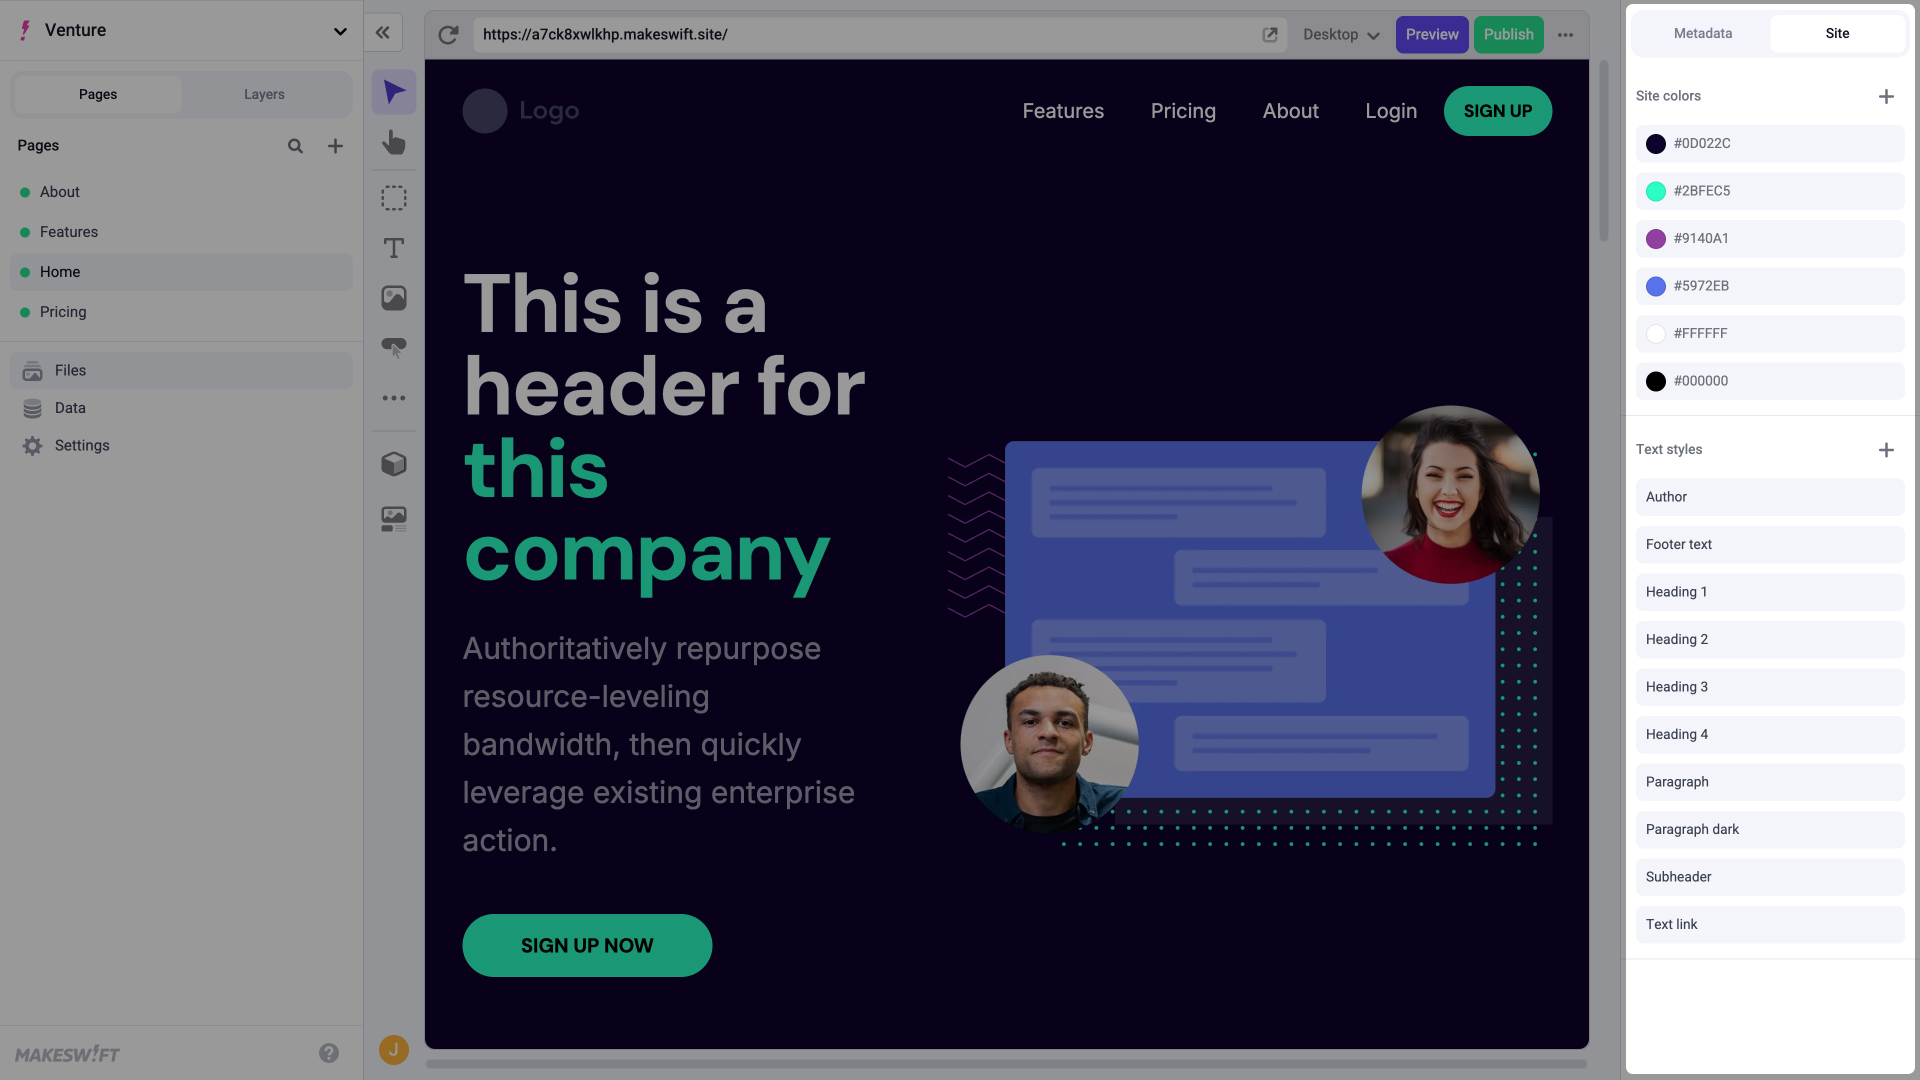 Venture
Pages
Layers
Pages
About
Features
Home
Pricing
Files
Data
Settings
MAKESWIFT
J
https://a7ck8xwlkhp.makeswift.site/
Desktop
Preview
Publish
Logo
Features
Pricing
About
Login
SIGN UP
This is a
header for
this
company
Authoritatively repurpose
resource-leveling
bandwidth, then quickly
leverage existing enterprise
action.
SIGN UP NOW
Metadata
Site
Site colors
#0D022C
#2BFEC5
#9140A1
#5972EB
#FFFFFF
#000000
Text styles
Author
Footer text
Heading 1
Heading 2
Heading 3
Heading 4
Paragraph
Paragraph dark
Subheader
Text link